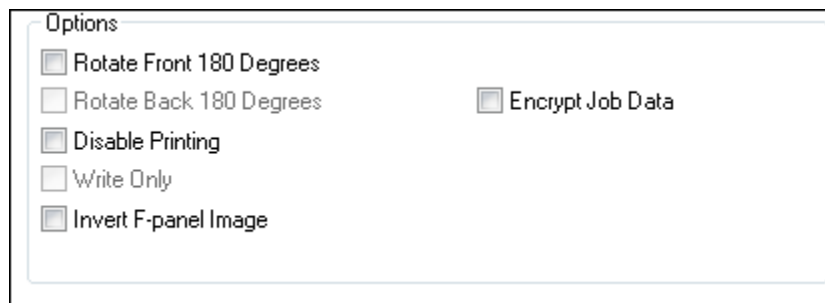 Options
Rotate Front 180 Degrees
Rotate Back 180 Degrees
Encrypt Job Data
Disable Printing
Write Only
Invert F-panel Image